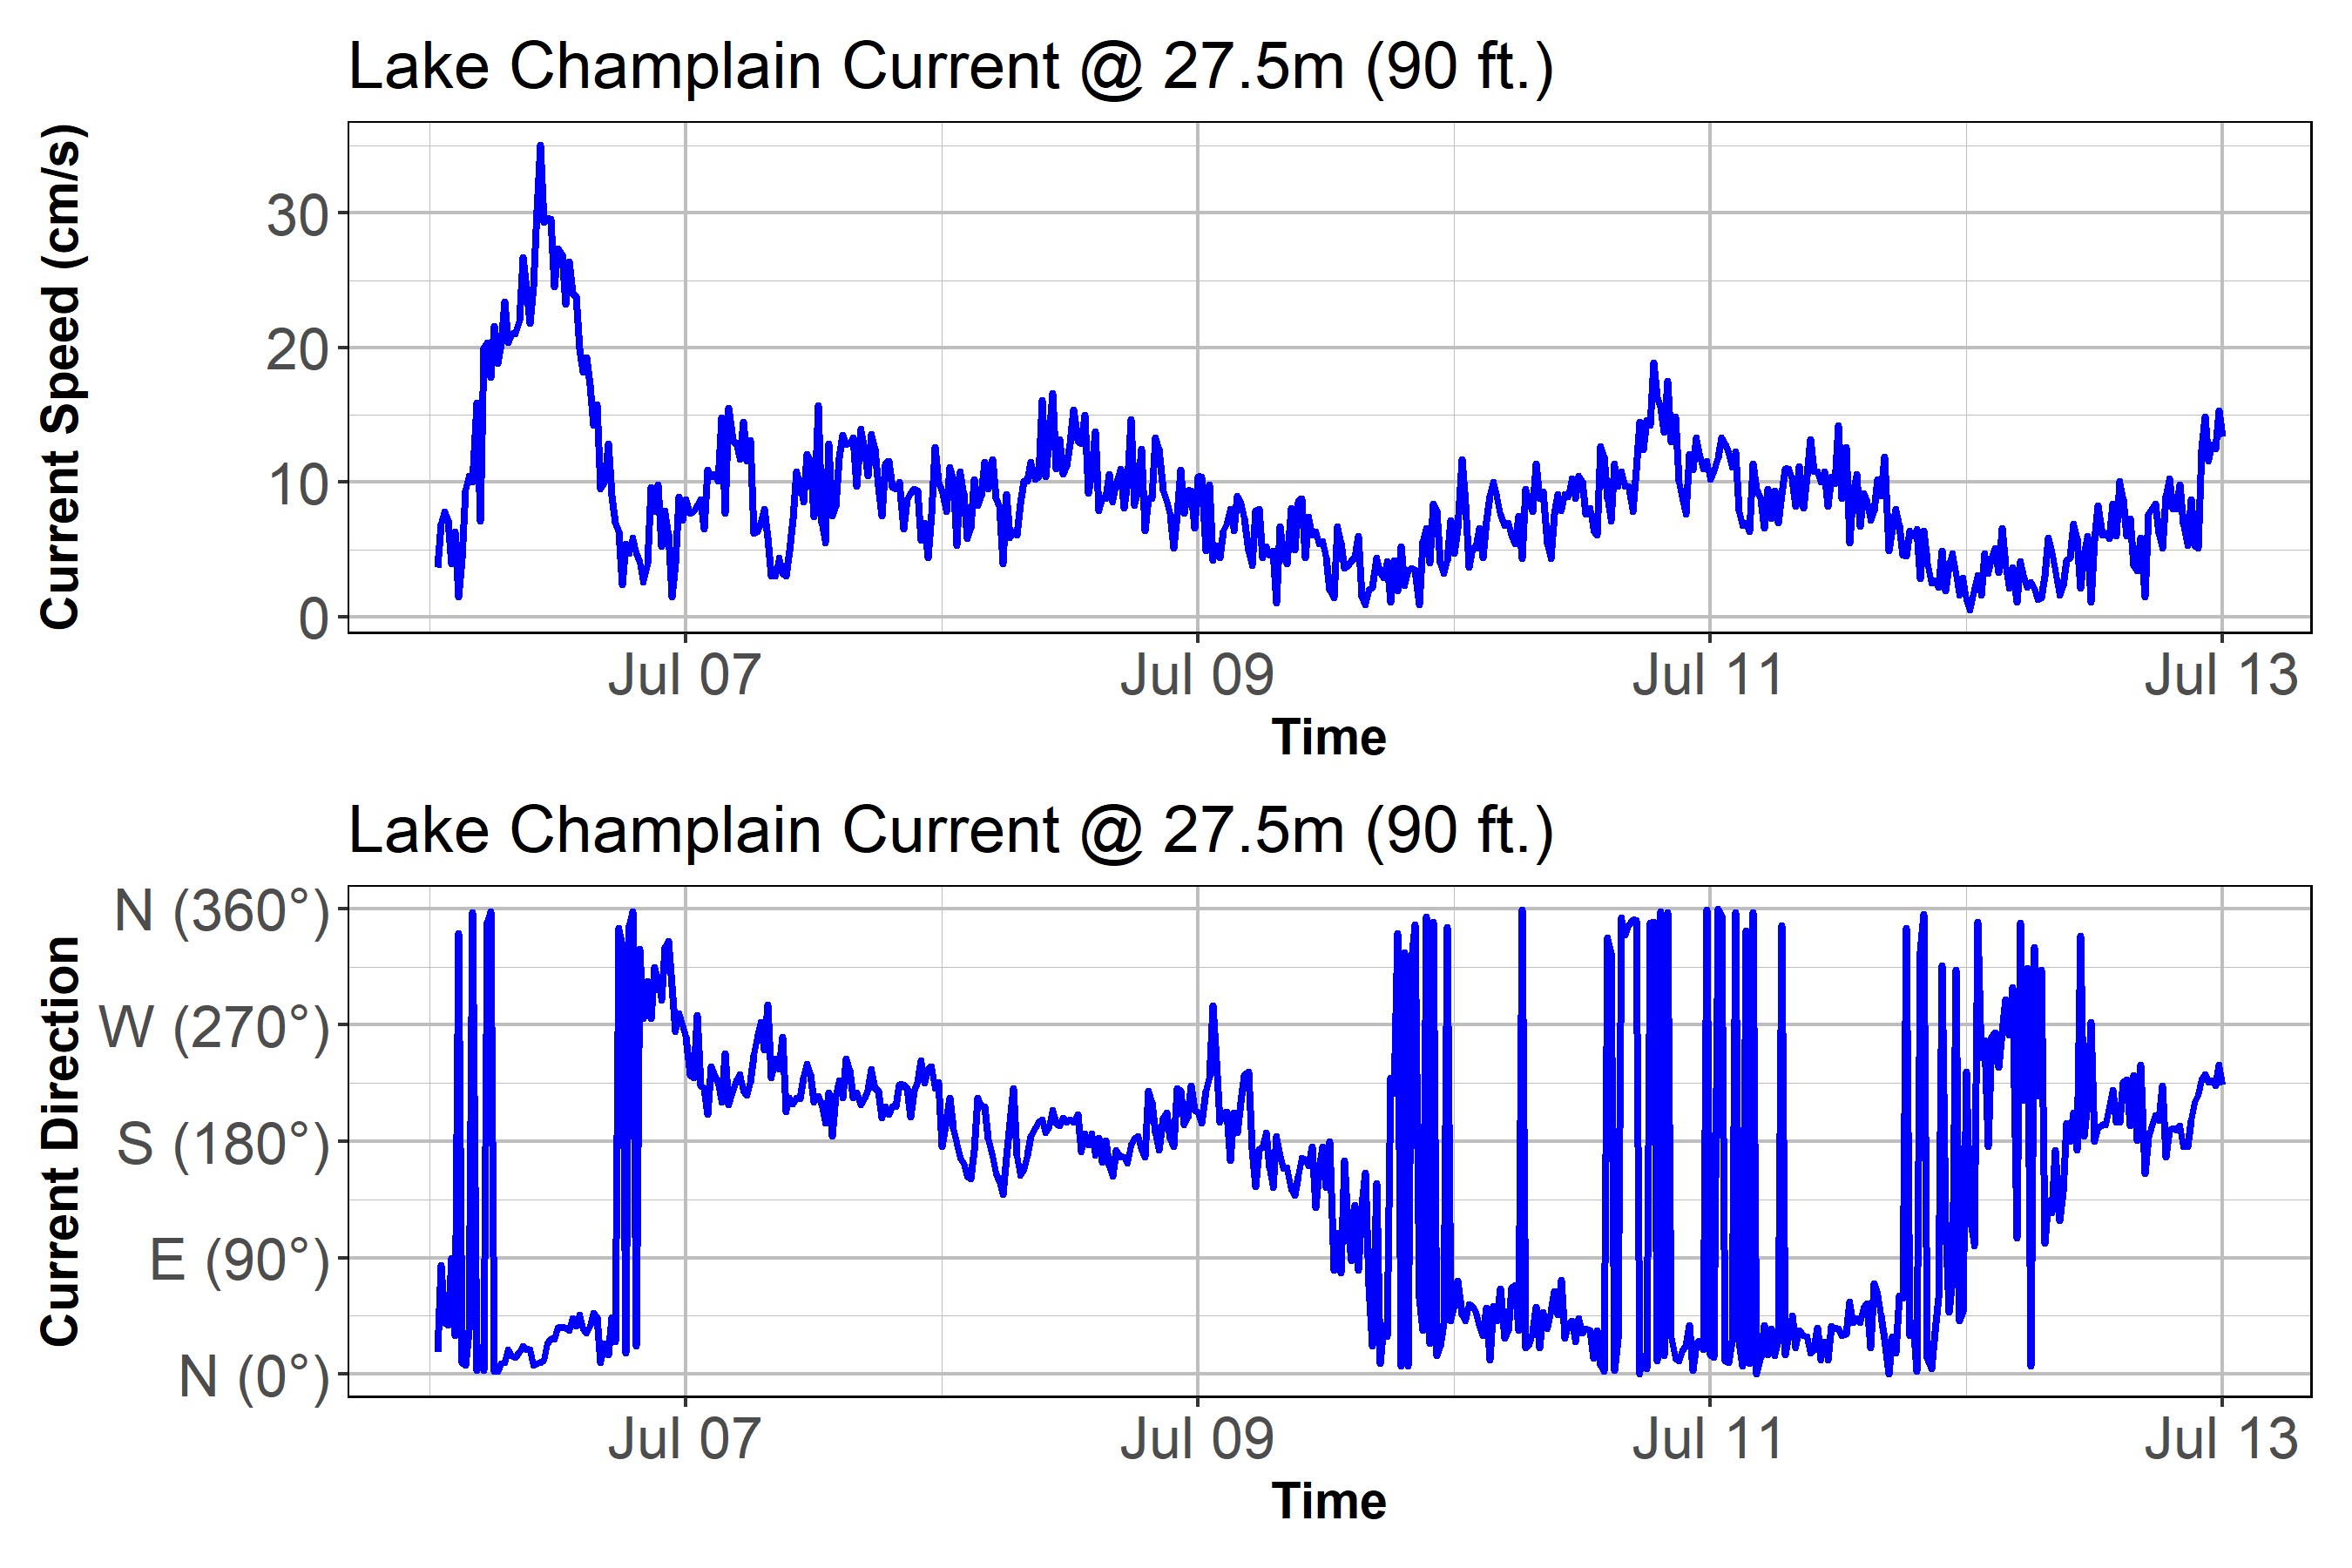 Lake Champlain Current @ 27.5m (90 ft.)
Current Speed (cm/s)
30
20
10
0
Jul 07 Jul 09 Jul 11 Jul 13
Time
Lake Champlain Current @ 27.5m (90 ft.)
Current Direction
N (360°)
W (270°)
S (180°)
E (90°)
N (0°)
Jul 07 Jul 09 Jul 11 Jul 13
Time